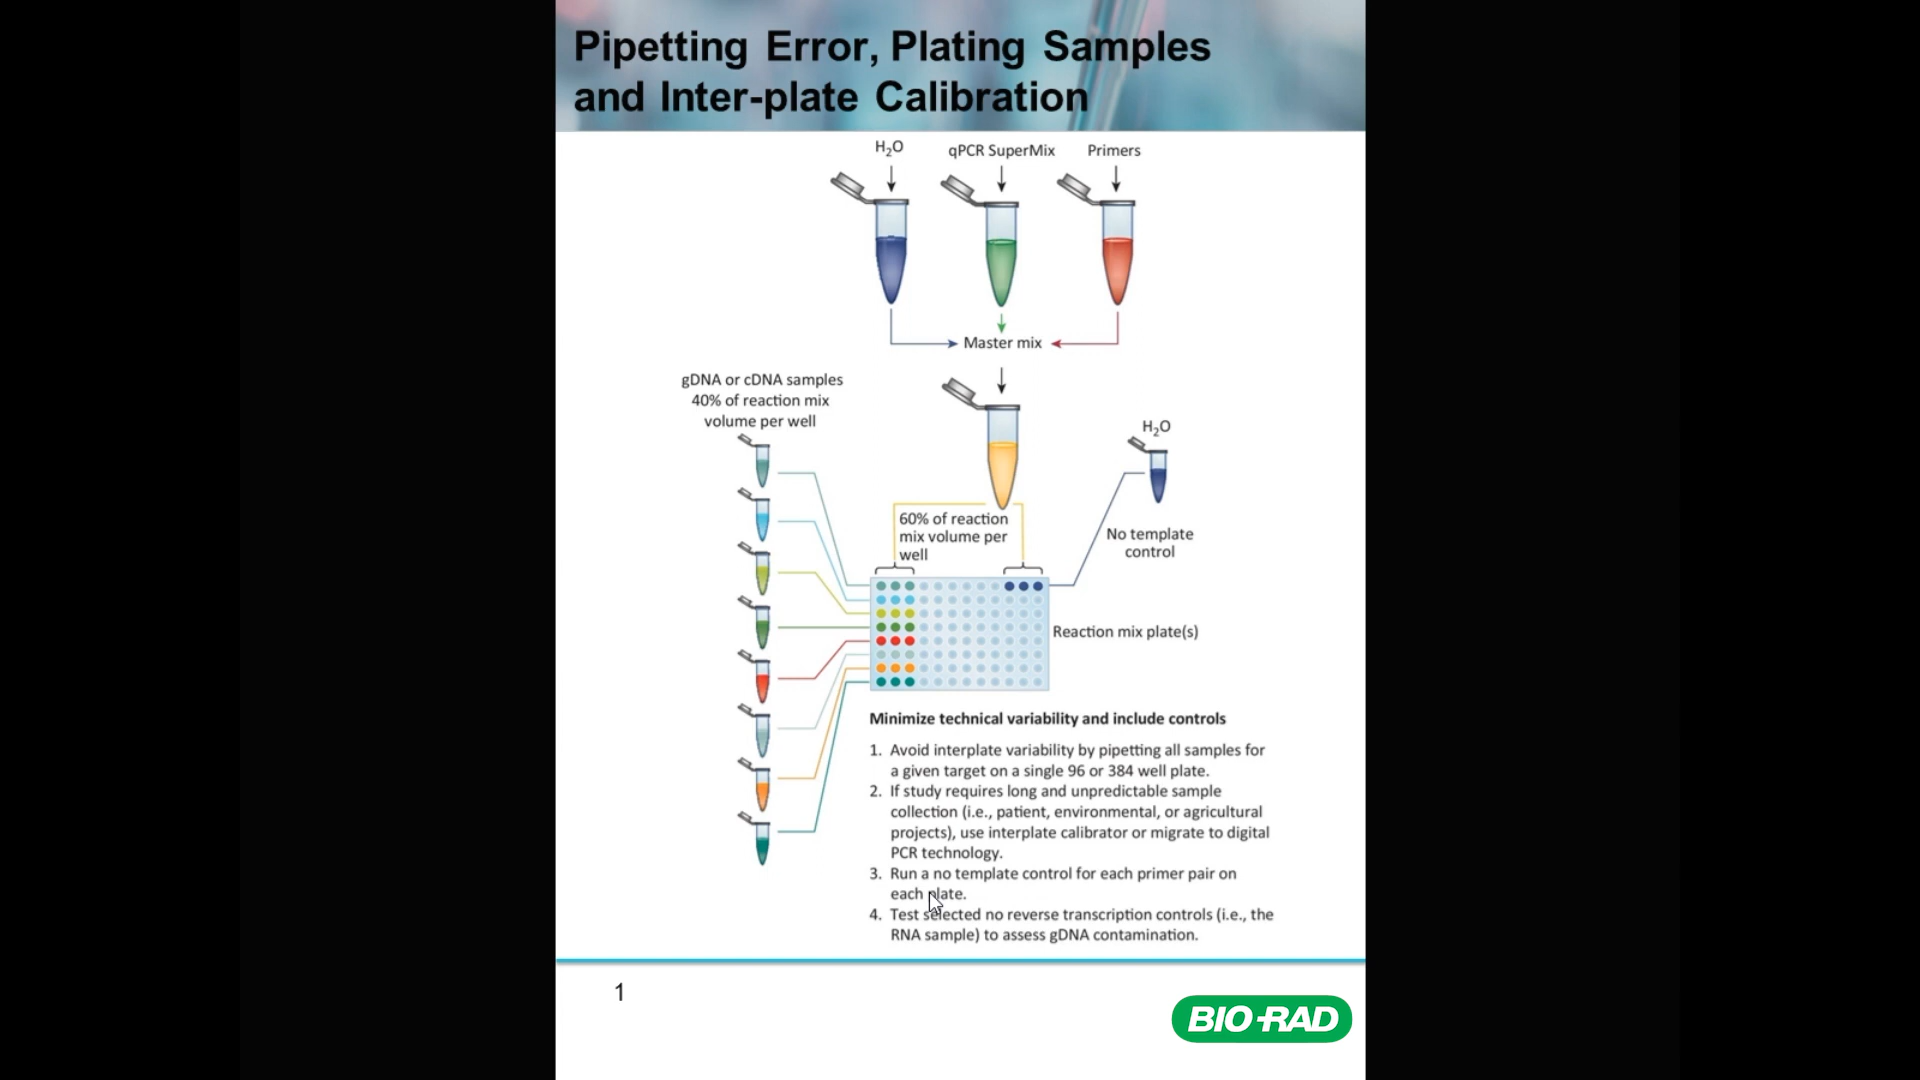 Pipetting Error, Plating Samples
and Inter-plate Calibration
H₂O
qPCR SuperMix
Primers
Master mix
gDNA or cDNA samples
40% of reaction mix
volume per well
H₂O
60% of reaction
mix volume per
well
No template
control
Reaction mix plate(s)
Minimize technical variability and include controls
1. Avoid interplate variability by pipetting all samples for
a given target on a single 96 or 384 well plate.
2. If study requires long and unpredictable sample
collection (i.e., patient, environmental, or agricultural
projects), use interplate calibrator or migrate to digital
PCR technology.
3. Run a no template control for each primer pair on
each plate.
4. Test selected no reverse transcription controls (i.e., the
RNA sample) to assess gDNA contamination.
1
BIO-RAD